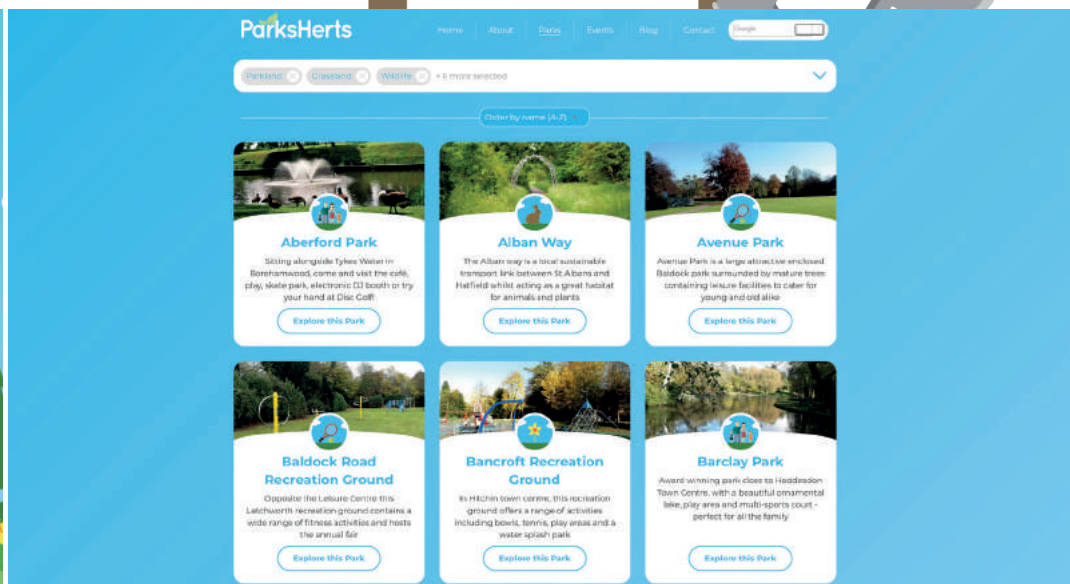 ParksHerts
Home About Parks Events Blog Contact Google
Parkland Grassland Wildlife + 6 more selected
Order by name (A-Z)
Aberford Park
Sitting alongside Tykes Water in
Borehamwood, come and visit the café,
play, skate park, electronic DJ booth or try
your hand at Disc Golf!
Explore this Park
Alban Way
The Alban way is a local sustainable
transport link between St Albans and
Hatfield whilst acting as a great habitat
for animals and plants
Explore this Park
Avenue Park
Avenue Park is a large attractive enclosed
Baldock park surrounded by mature trees
containing leisure facilities to cater for
young and old alike
Explore this Park
Baldock Road
Recreation Ground
Opposite the Leisure Centre this
Letchworth recreation ground contains a
wide range of fitness activities and hosts
the annual fair
Explore this Park
Bancroft Recreation
Ground
In Hitchin town centre, this recreation
ground offers a range of activities
including bowls, tennis, play areas and a
water splash park
Explore this Park
Barclay Park
Award winning park close to Hoddesdon
Town Centre, with a beautiful ornamental
lake, play area and multi-sports court -
perfect for all the family
Explore this Park